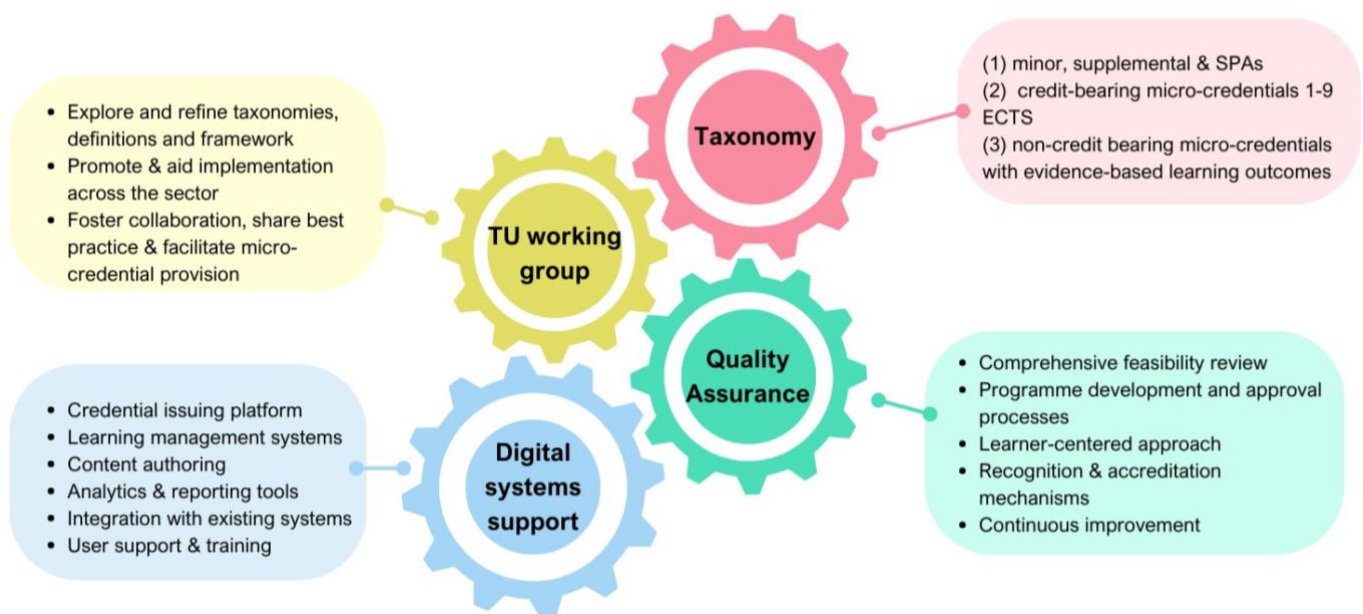 • Explore and refine taxonomies,
definitions and framework
• Promote & aid implementation
across the sector
• Foster collaboration, share best
practice & facilitate micro-
credential provision
TU working
group
Taxonomy
(1) minor, supplemental & SPAs
(2) credit-bearing micro-credentials 1-9
ECTS
(3) non-credit bearing micro-credentials
with evidence-based learning outcomes
• Credential issuing platform
• Learning management systems
• Content authoring
• Analytics & reporting tools
• Integration with existing systems
• User support & training
Digital
systems
support
Quality
Assurance
• Comprehensive feasibility review
• Programme development and approval
processes
• Learner-centered approach
• Recognition & accreditation
mechanisms
• Continuous improvement